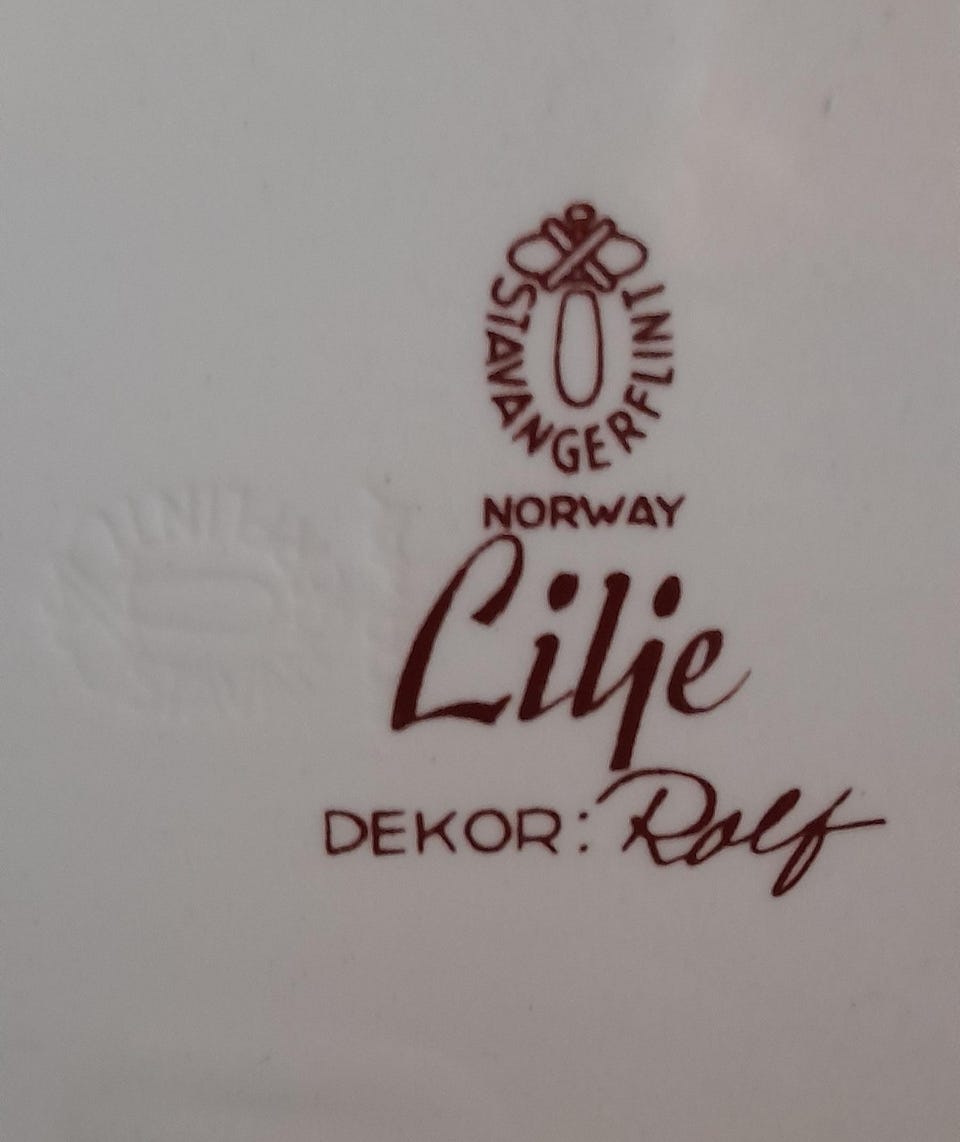 STAVANGERFLINT
NORWAY
Lilje
DEKOR: Rolf